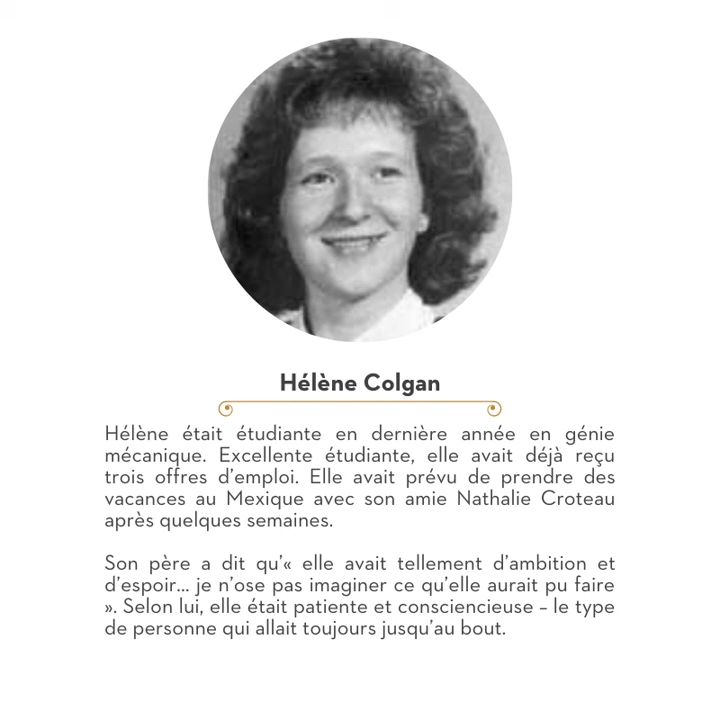 Hélène Colgan
Hélène était étudiante en dernière année en génie
mécanique. Excellente étudiante, elle avait déjà reçu
trois offres d’emploi. Elle avait prévu de prendre des
vacances au Mexique avec son amie Nathalie Croteau
après quelques semaines.
Son père a dit qu’« elle avait tellement d’ambition et
d’espoir... je n’ose pas imaginer ce qu’elle aurait pu faire
». Selon lui, elle était patiente et consciencieuse – le type
de personne qui allait toujours jusqu’au bout.